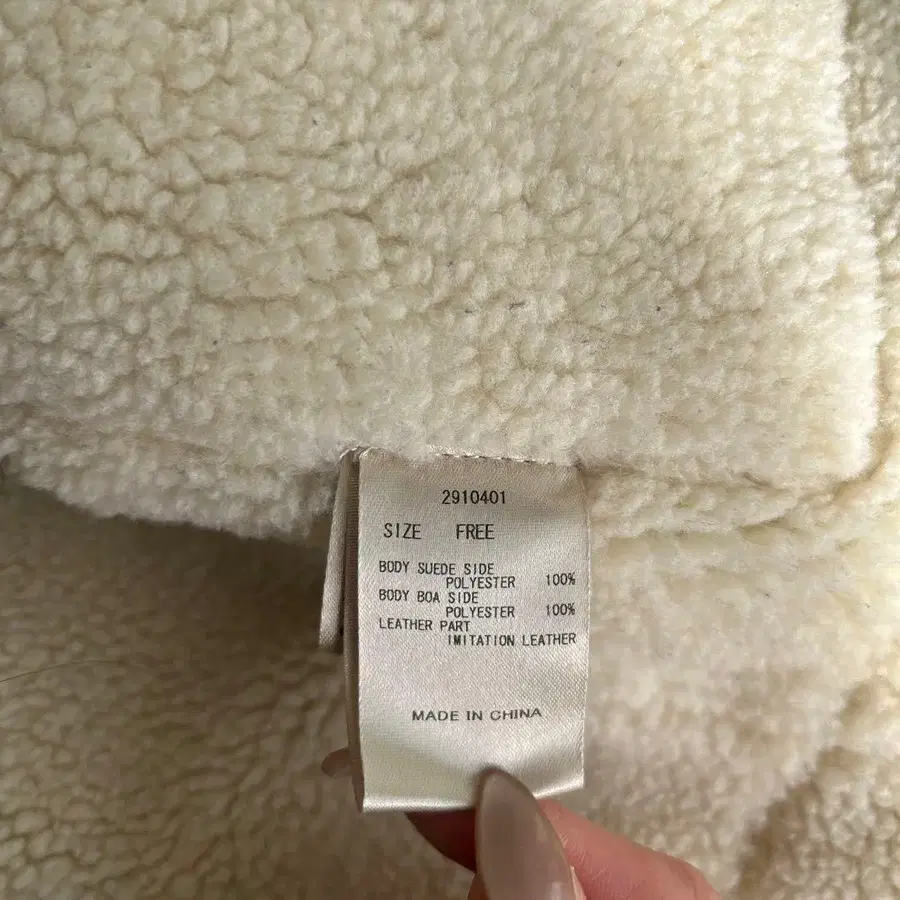 2910401
SIZE FREE
BODY SUEDE SIDE
POLYESTER 100%
BODY BOA SIDE
POLYESTER 100%
LEATHER PART
IMITATION LEATHER
MADE IN CHINA